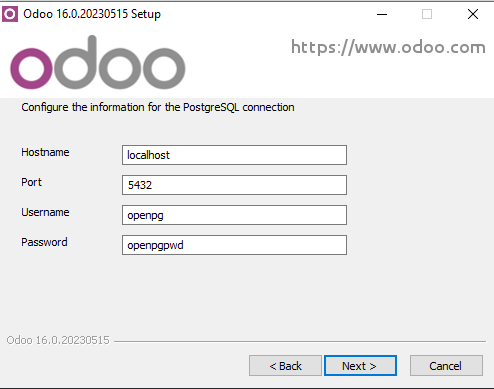 Odoo 16.0.20230515 Setup
odoo
https://www.odoo.com
Configure the information for the PostgreSQL connection
Hostname localhost
Port 5432
Username openpg
Password openpgpwd
Odoo 16.0.20230515
< Back Next > Cancel